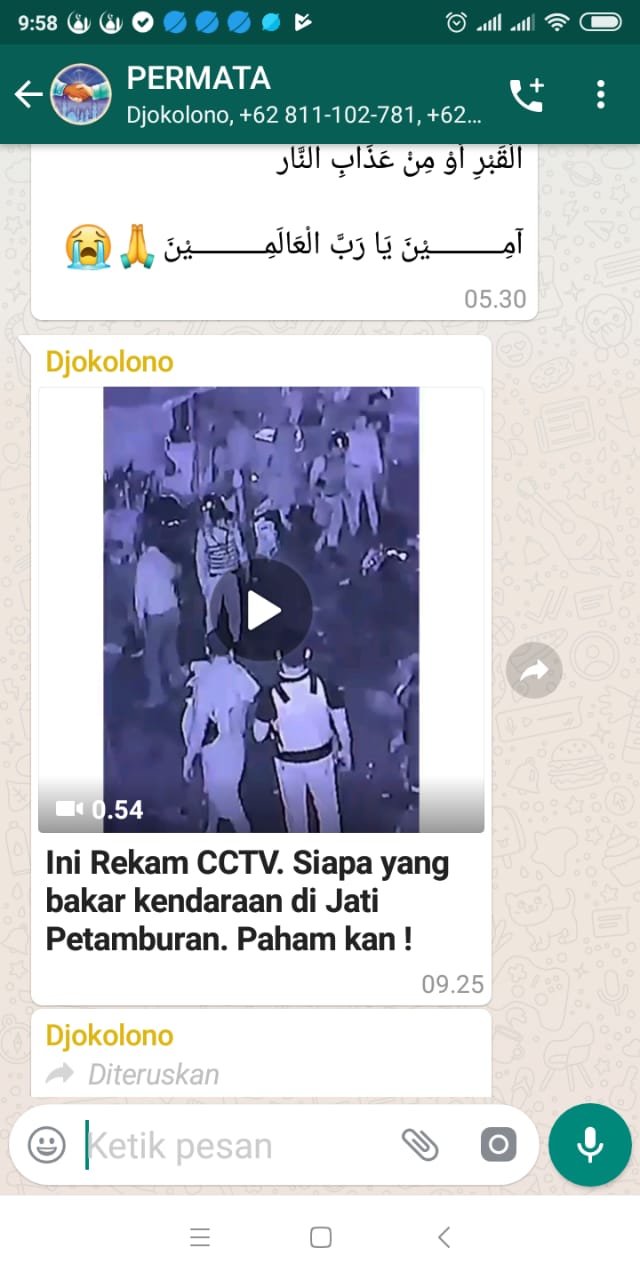 9:58
PERMATA
Djokolono, +62 811-102-781, +62...
الْقَبْرِ أَوْ مِنْ عَذَابِ النَّار
آمِـــــــيْنَ يَا رَبَّ الْعَالَمِـــــــيْنَ
05.30
Djokolono
0.54
Ini Rekam CCTV. Siapa yang
bakar kendaraan di Jati
Petamburan. Paham kan !
09.25
Djokolono
Diteruskan
Ketik pesan